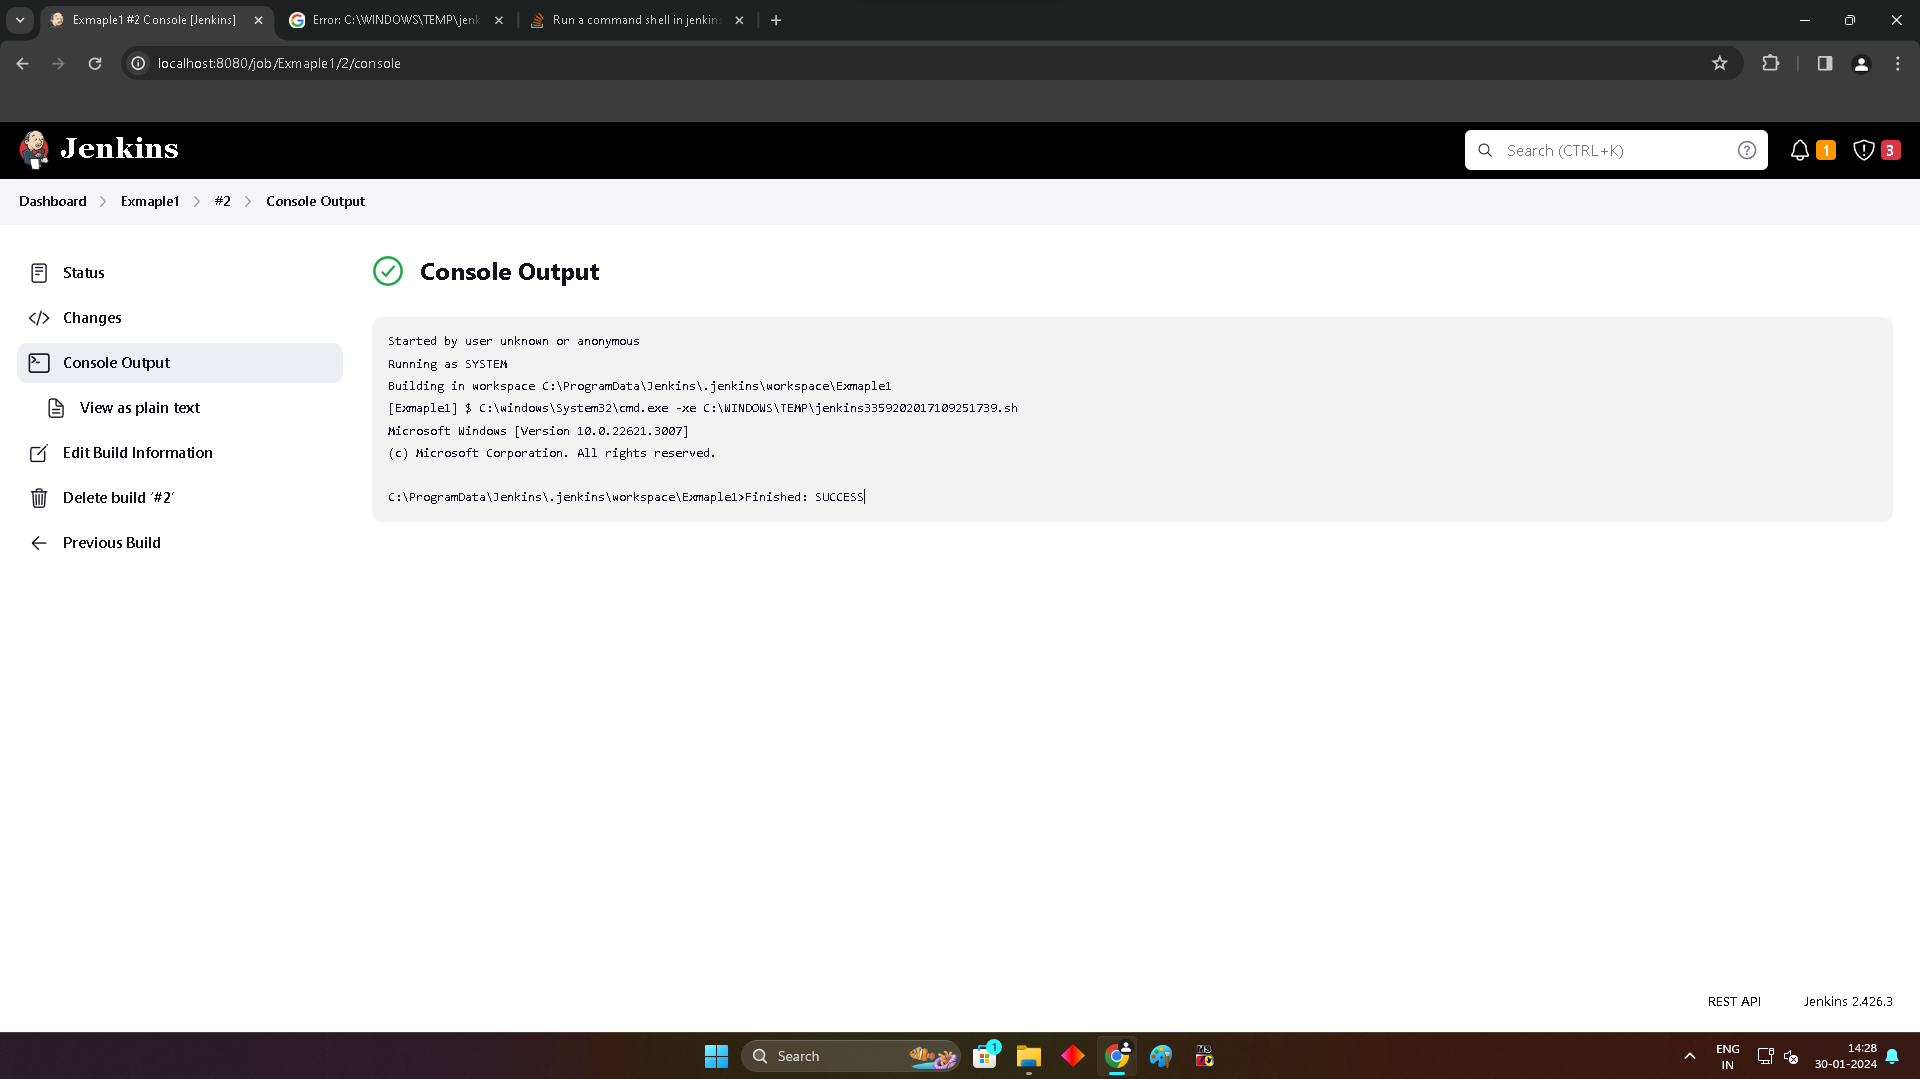 Exmaple1 #2 Console [Jenkins]
Error: C:\WINDOWS\TEMP\jenk
Run a command shell in jenkins
localhost:8080/job/Exmaple1/2/console
Jenkins
Search (CTRL+K)
1
3
Dashboard
Exmaple1
#2
Console Output
Status
Changes
Console Output
View as plain text
Edit Build Information
Delete build ‘#2’
Previous Build
Console Output
Started by user unknown or anonymous
Running as SYSTEM
Building in workspace C:\ProgramData\Jenkins\.jenkins\workspace\Exmaple1
[Exmaple1] $ C:\windows\System32\cmd.exe -xe C:\WINDOWS\TEMP\jenkins3359202017109251739.sh
Microsoft Windows [Version 10.0.22621.3007]
(c) Microsoft Corporation. All rights reserved.
C:\ProgramData\Jenkins\.jenkins\workspace\Exmaple1>Finished: SUCCESS
REST API
Jenkins 2.426.3
Search
1
ENG
IN
14:28
30-01-2024